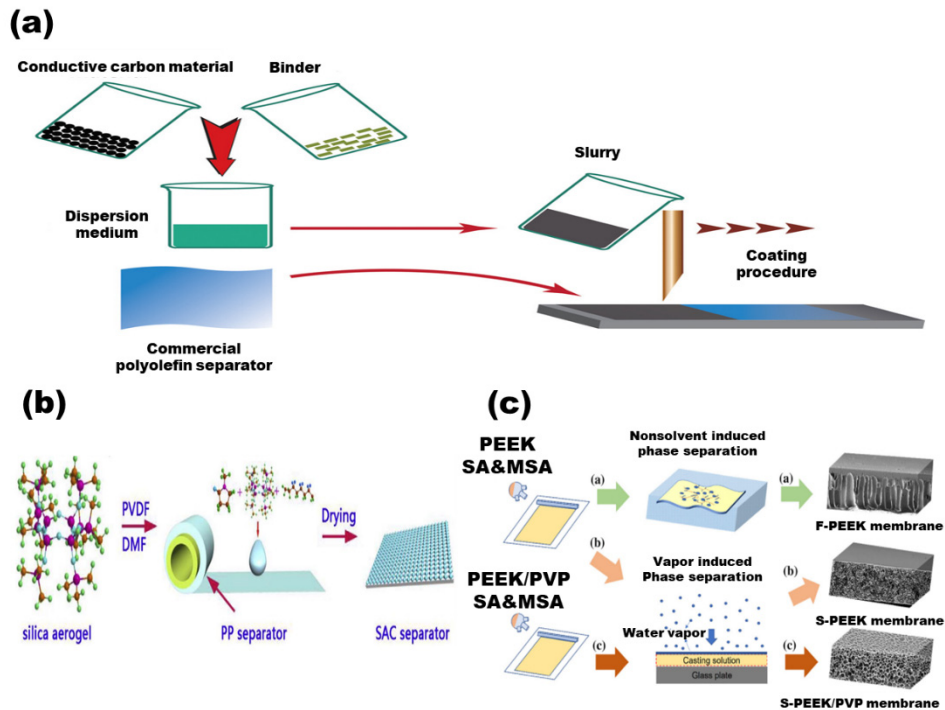 (a)
Conductive carbon material
Binder
Slurry
Dispersion
medium
Coating
procedure
Commercial
polyolefin separator
(b)
silica aerogel
PVDF
DMF
PP separator
Drying
SAC separator
(c)
PEEK
SA&MSA
(a)
Nonsolvent induced
phase separation
(a)
F-PEEK membrane
(b)
Vapor induced
Phase separation
(b)
S-PEEK membrane
PEEK/PVP
SA&MSA
(c)
Water vapor
Casting solution
Glass plate
(c)
S-PEEK/PVP membrane